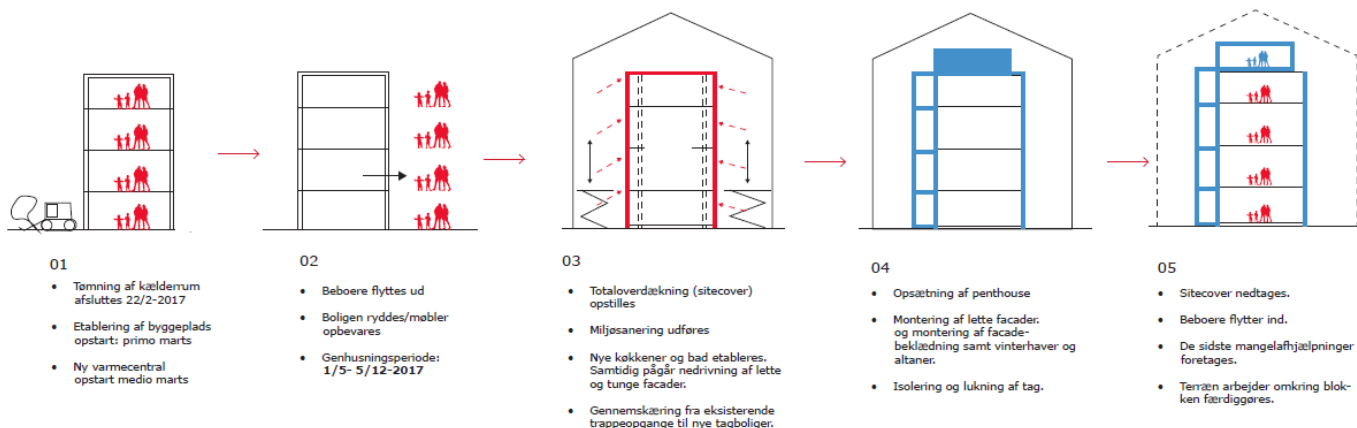 01
• Tømning af kælderrum
afsluttes 22/2-2017
• Etablering af byggeplads
opstart: primo marts
• Ny varmecentral
opstart medio marts
02
• Beboere flyttes ud
• Boligen ryddes/møbler
opbevares
• Genhusningsperiode:
1/5- 5/12-2017
03
• Totaloverdækning (sitecover)
opstilles
• Miljøsanering udføres
• Nye køkkener og bad etableres.
Samtidig pågår nedrivning af lette
og tunge facader.
• Gennemskæring fra eksisterende
trappeopgange til nye tagboliger.
04
• Opsætning af penthouse
• Montering af lette facader.
og montering af facade-
beklædning samt vinterhaver og
altaner.
• Isolering og lukning af tag.
05
• Sitecover nedtages.
• Beboere flytter ind.
• De sidste mangelafhjælpninger
foretages.
• Terræn arbejder omkring blok-
ken færdiggøres.